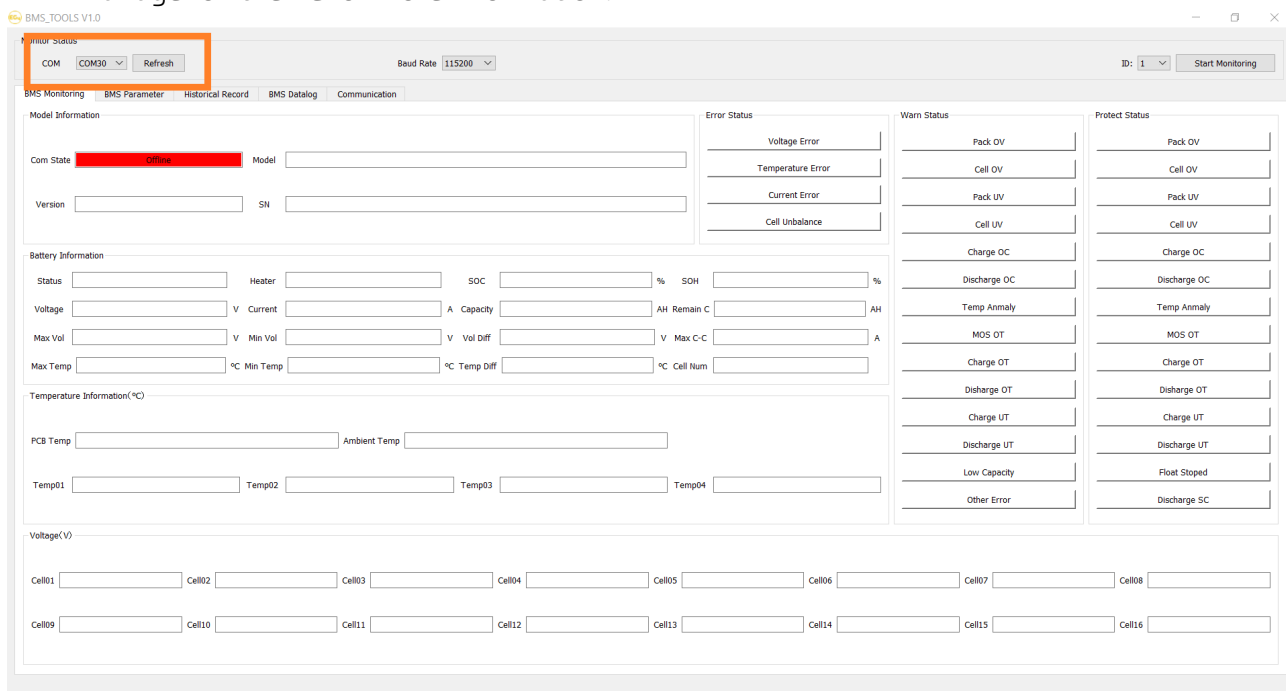 BMS_TOOLS V1.0
Monitor Status
COM COM30 Refresh Baud Rate 115200 ID: 1 Start Monitoring
BMS Monitoring BMS Parameter Historical Record BMS Datalog Communication
Model Information Error Status Warn Status Protect Status
Voltage Error Pack OV Pack OV
Com State Offline Model Temperature Error Cell OV Cell OV
Current Error Pack UV Pack UV
Version SN Cell Unbalance Cell UV Cell UV
Battery Information Charge OC Charge OC
Status Heater SOC % SOH % Discharge OC Discharge OC
Voltage V Current A Capacity AH Remain C AH Temp Anmaly Temp Anmaly
Max Vol V Min Vol V Vol Diff V Max C-C A MOS OT MOS OT
Max Temp ºC Min Temp ºC Temp Diff ºC Cell Num Charge OT Charge OT
Temperature Information(ºC) Disharge OT Disharge OT
Charge UT Charge UT
PCB Temp Ambient Temp Discharge UT Discharge UT
Low Capacity Float Stoped
Temp01 Temp02 Temp03 Temp04
Other Error Discharge SC
Voltage(V)
Cell01 Cell02 Cell03 Cell04 Cell05 Cell06 Cell07 Cell08
Cell09 Cell10 Cell11 Cell12 Cell13 Cell14 Cell15 Cell16